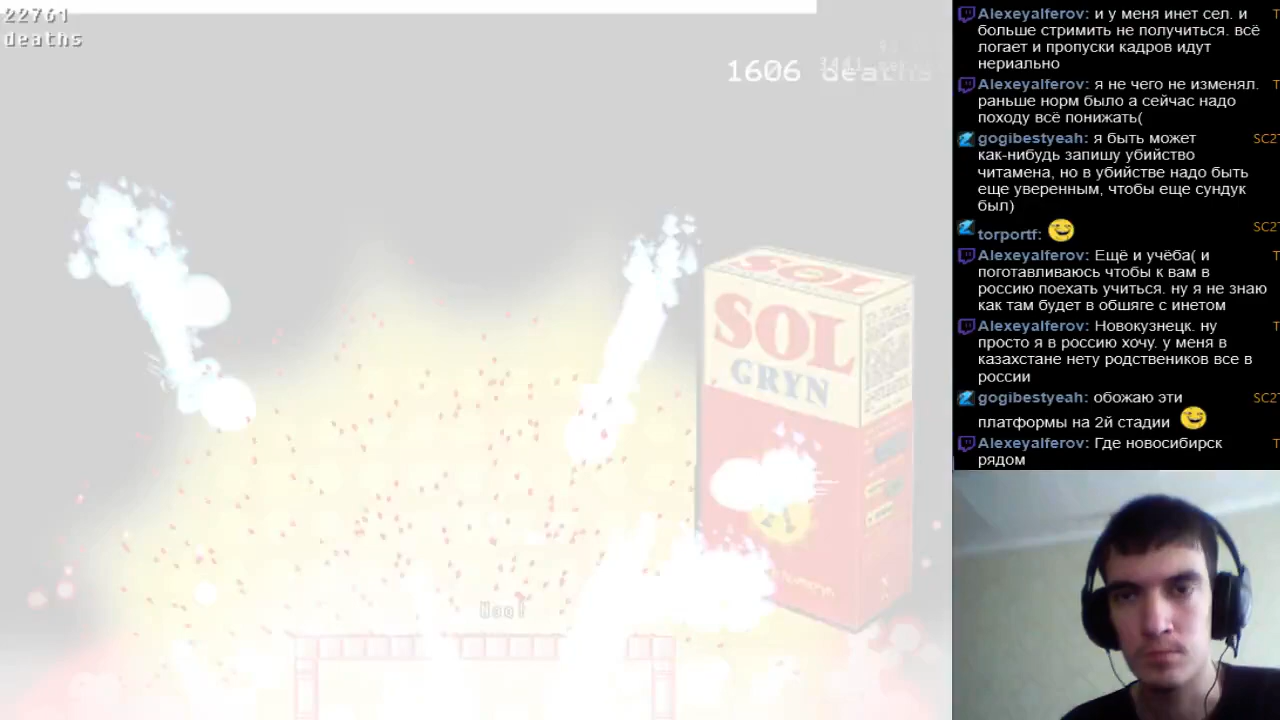 22761
deaths
1606 deaths
SOL
SOL
GRYN
Noo!
Alexeyalferov: и у меня инет сел. и
больше стримить не получиться. всё
логает и пропуски кадров идут
нериально
Alexeyalferov: я не чего не изменял.
раньше норм было а сейчас надо
походу всё понижать(
gogibestyeah: я быть может
как-нибудь запишу убийство
читамена, но в убийстве надо быть
еще уверенным, чтобы еще сундук
был)
torportf:
Alexeyalferov: Ещё и учёба( и
поготавливаюсь чтобы к вам в
россию поехать учиться. ну я не знаю
как там будет в обшяге с инетом
Alexeyalferov: Новокузнецк. ну
просто я в россию хочу. у меня в
казахстане нету родствеников все в
россии
gogibestyeah: обожаю эти
платформы на 2й стадии
Alexeyalferov: Где новосибирск
рядом